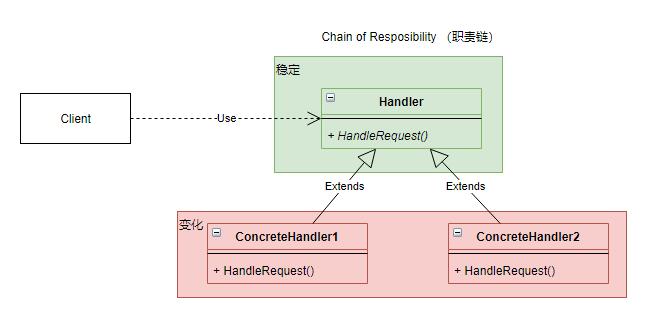 Chain of Resposibility （职责链）
稳定
Handler
Client
Use
+ HandleRequest()
Extends
Extends
变化
ConcreteHandler1
ConcreteHandler2
+ HandleRequest()
+ HandleRequest()